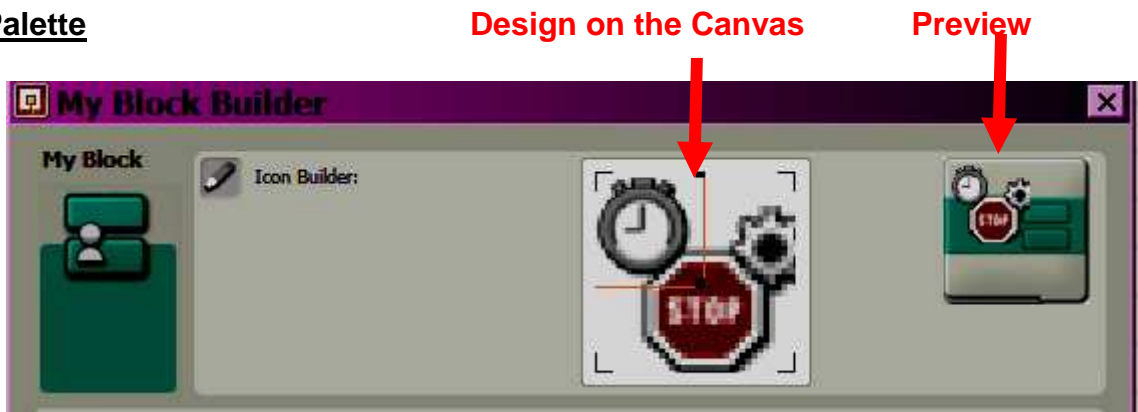 Palette
Design on the Canvas
Preview
My Block Builder
My Block
Icon Builder:
STOP
STOP